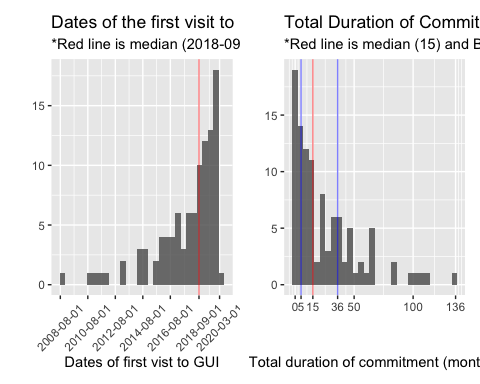 Dates of the first visit to
*Red line is median (2018-09
15
10
5
0
2008-08-01
2010-08-01
2012-08-01
2014-08-01
2016-08-01
2018-09-01
2020-03-01
Dates of first vist to GUI
Total Duration of Commit
*Red line is median (15) and B
15
10
5
0
0 5 15 36 50 100 136
Total duration of commitment (mont